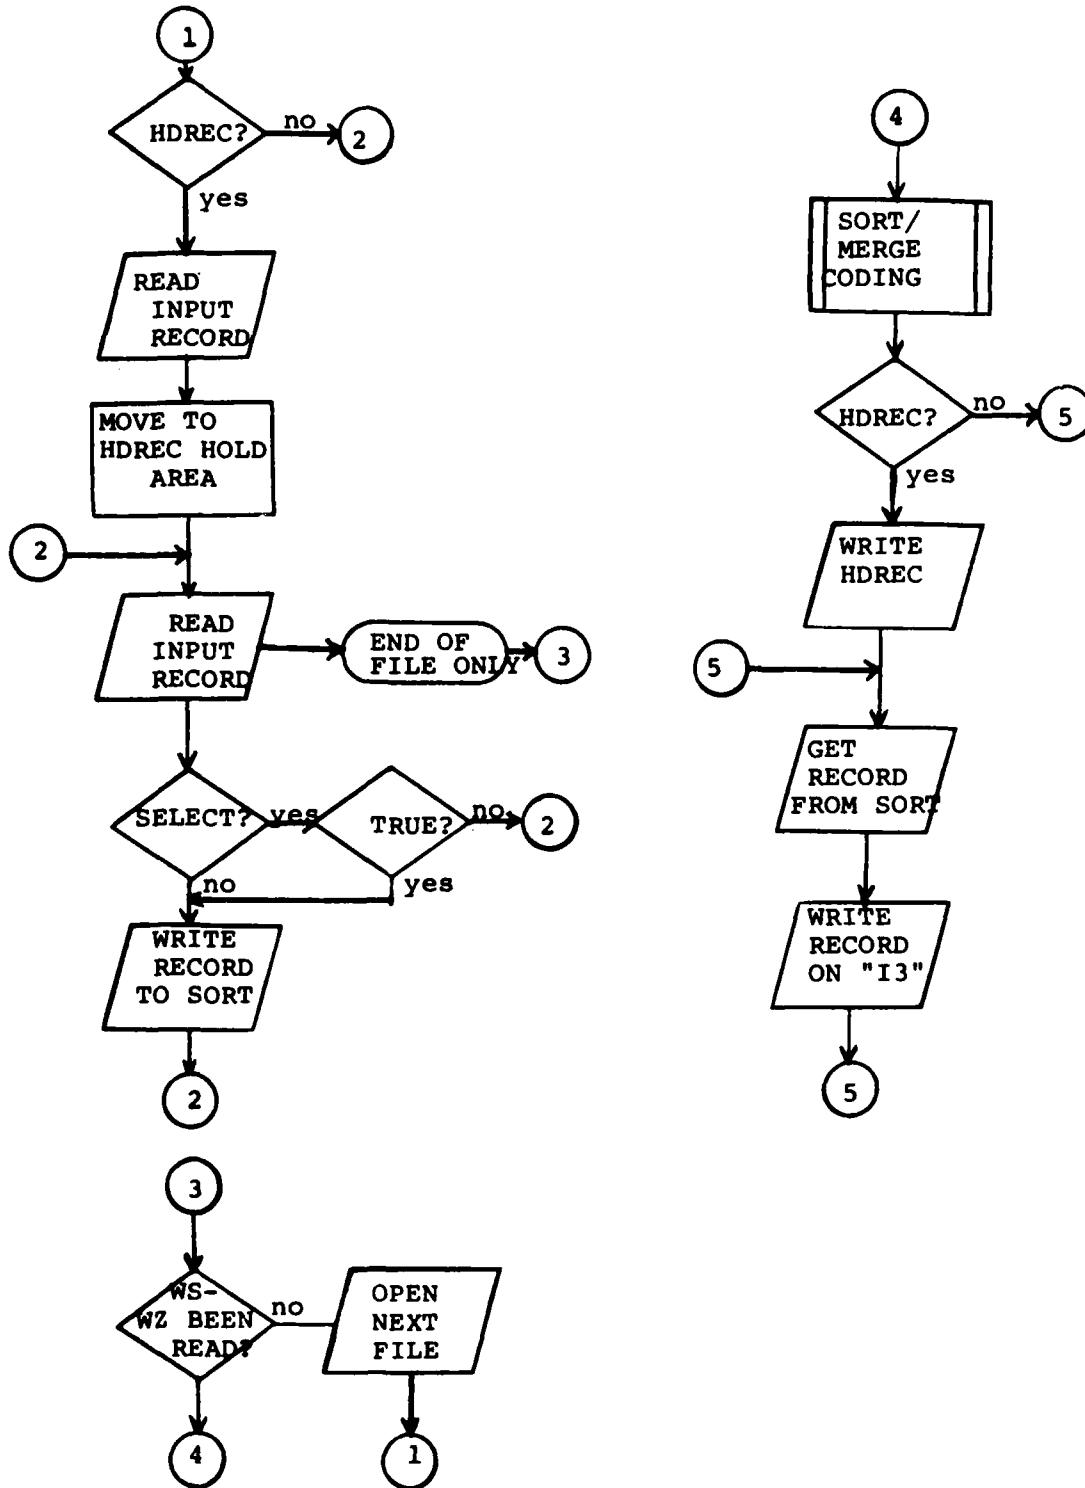 1
HDREC?
no
2
yes
READ
INPUT
RECORD
MOVE TO
HDREC HOLD
AREA
2
READ
INPUT
RECORD
END OF
FILE ONLY
3
SELECT?
yes
TRUE?
no
2
no
yes
WRITE
RECORD
TO SORT
2
3
WS-
WZ BEEN
READ?
no
OPEN
NEXT
FILE
4
1
4
SORT/
MERGE
CODING
HDREC?
no
5
yes
WRITE
HDREC
5
GET
RECORD
FROM SORT
WRITE
RECORD
ON "I3"
5